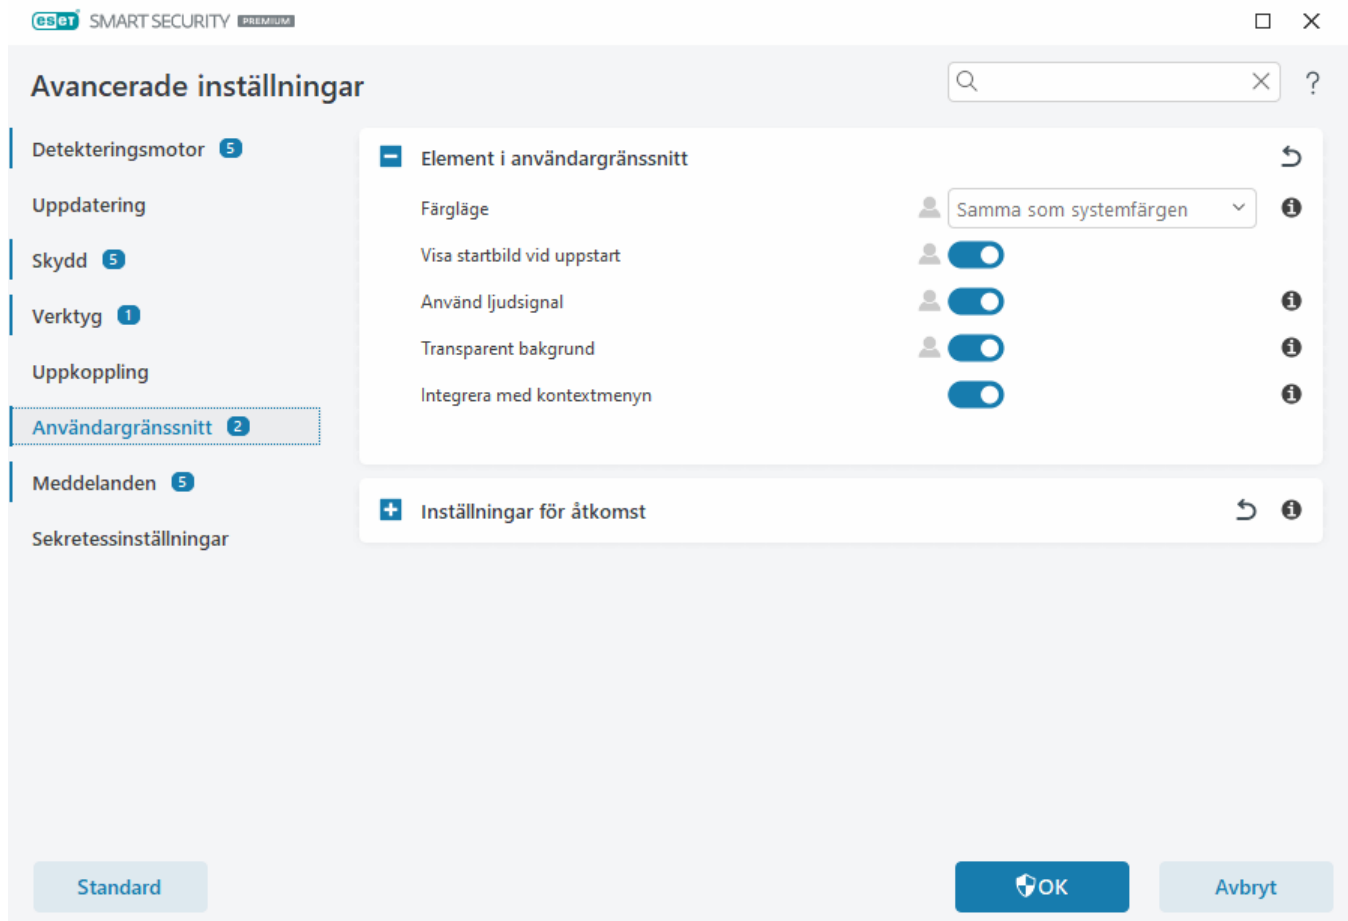 eset SMART SECURITY PREMIUM
Avancerade inställningar
?
Detekteringsmotor 5
Uppdatering
Skydd 5
Verktyg 1
Uppkoppling
Användargränssnitt 2
Meddelanden 5
Sekretessinställningar
Element i användargränssnitt
Färgläge Samma som systemfärgen
Visa startbild vid uppstart
Använd ljudsignal
Transparent bakgrund
Integrera med kontextmenyn
Inställningar för åtkomst
Standard
OK
Avbryt